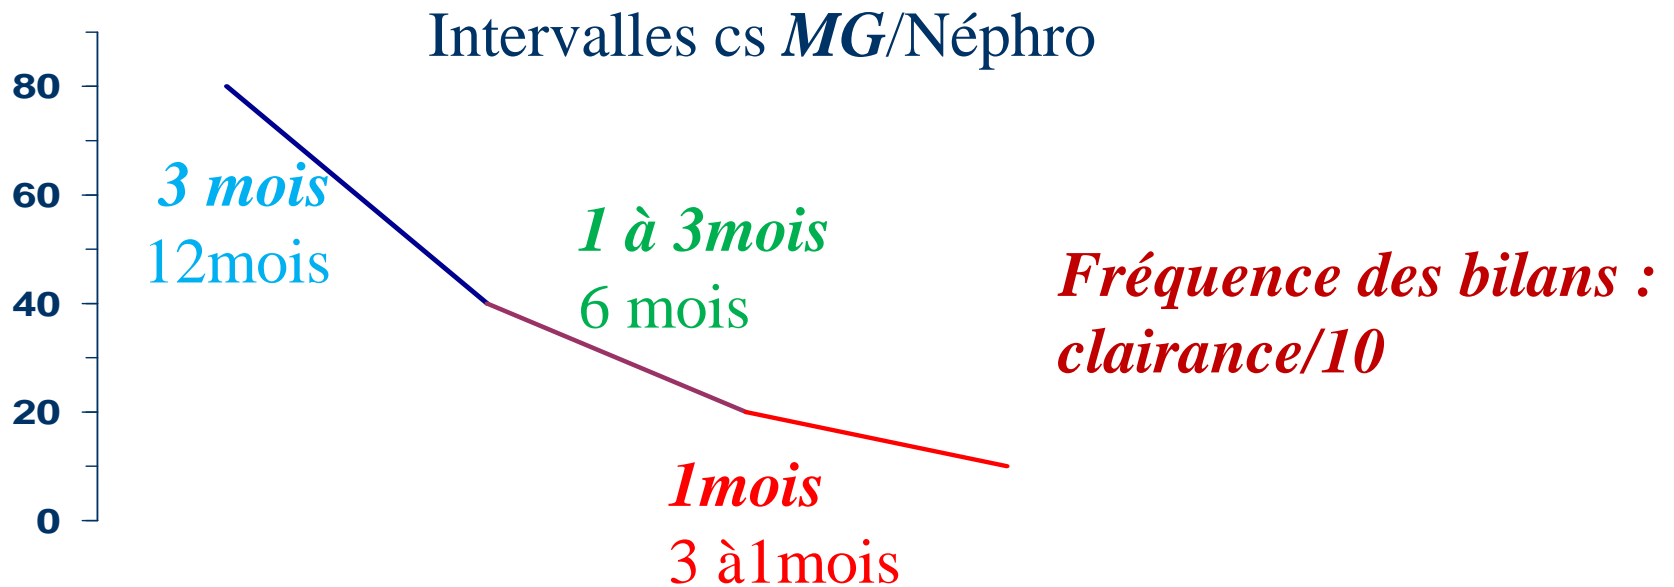 Intervalles cs MG/Néphro
80
60
40
20
0
3 mois
12mois
1 à 3mois
6 mois
1mois
3 à1mois
Fréquence des bilans :
clairance/10